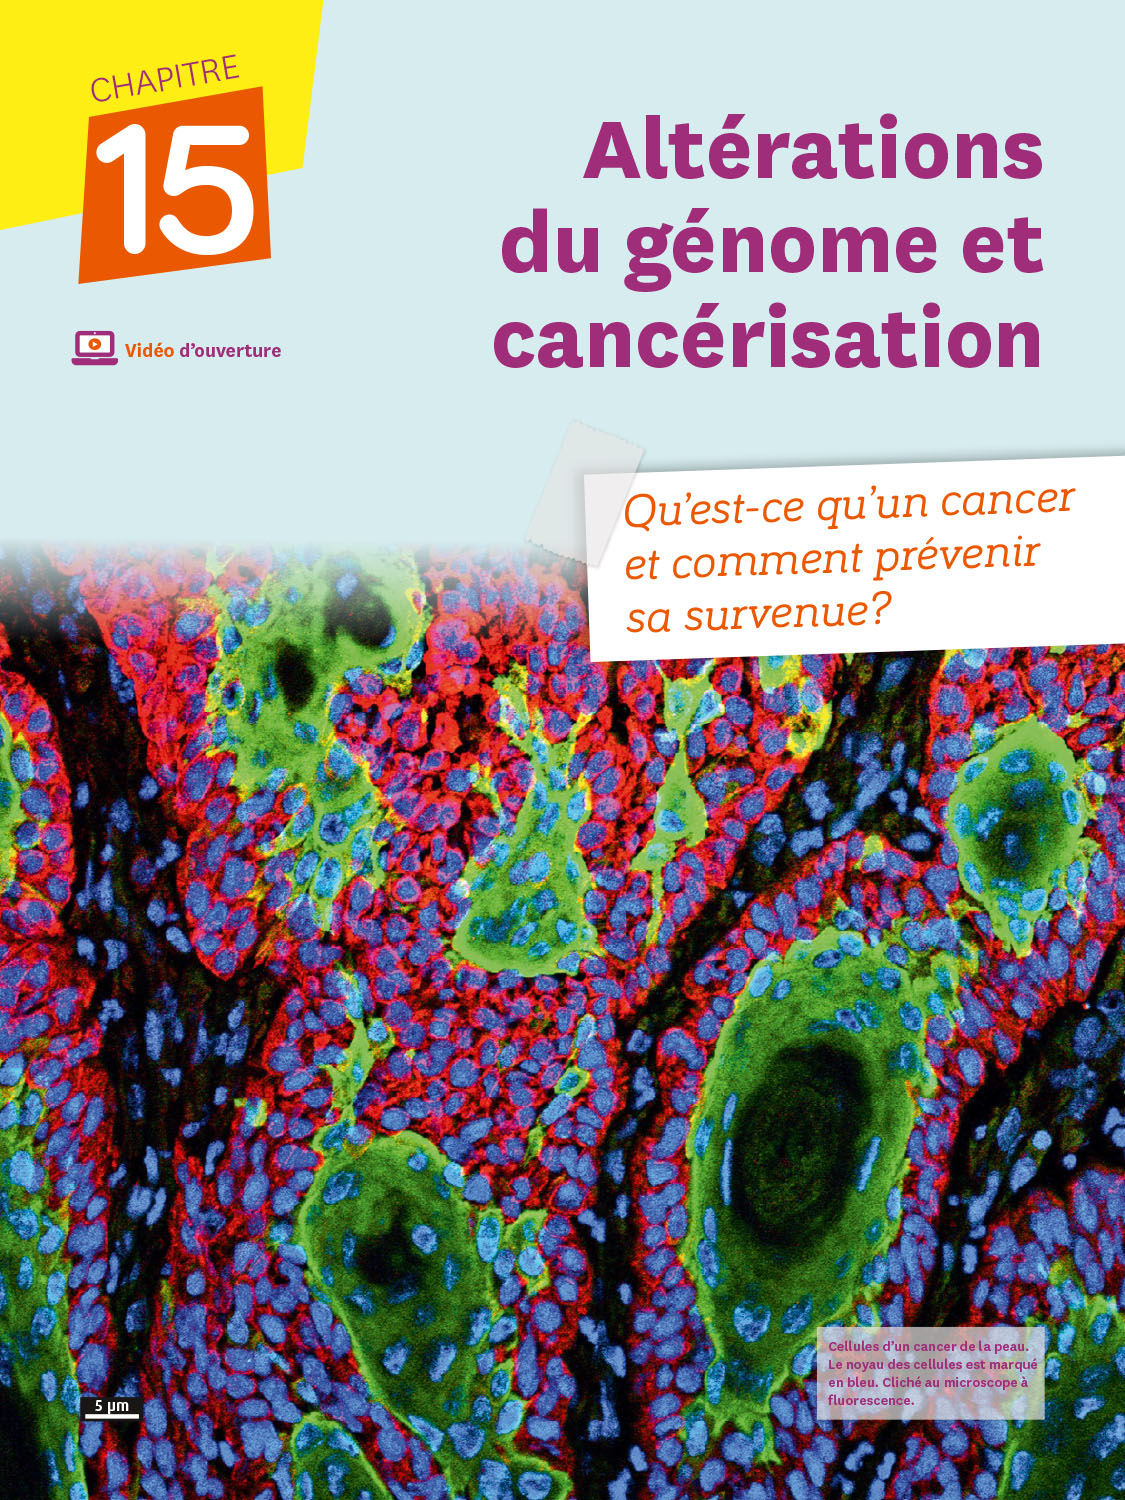 CHAPITRE
15
Altérations
du génome et
cancérisation
Vidéo d’ouverture
Qu’est-ce qu’un cancer
et comment prévenir
sa survenue?
Cellules d’un cancer de la peau.
Le noyau des cellules est marqué
en bleu. Cliché au microscope à
fluorescence.
5 µm